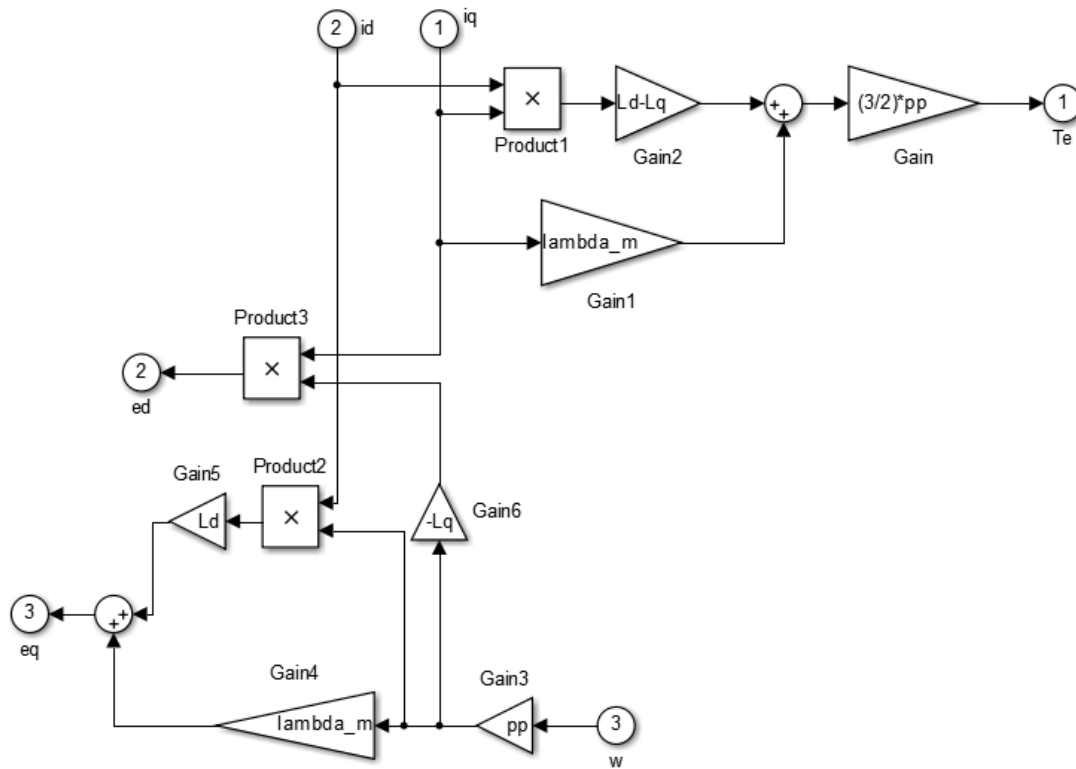 2 id
1 iq
×
Product1
Ld-Lq
Gain2
+
+
(3/2)*pp
Gain
1
Te
lambda_m
Gain1
Product3
×
2
ed
Gain5
Ld
Product2
×
-Lq
Gain6
3
eq
+
+
Gain4
lambda_m
Gain3
pp
3
w